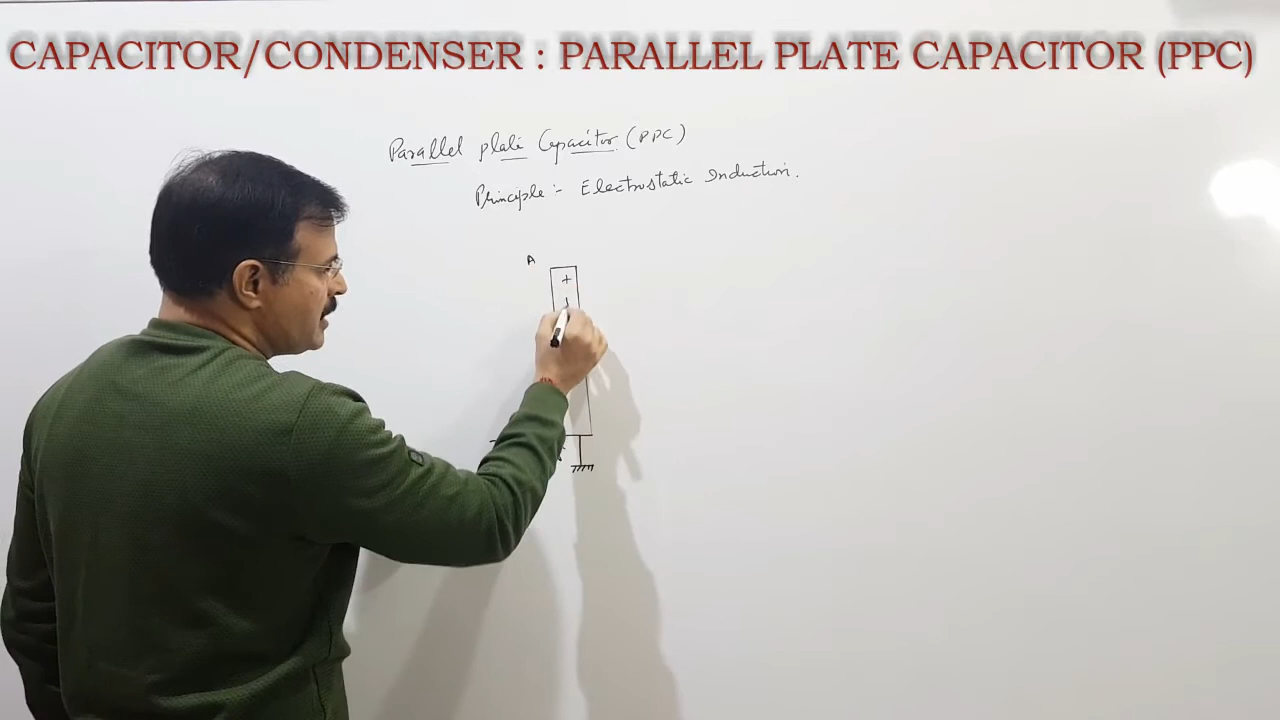 CAPACITOR/CONDENSER : PARALLEL PLATE CAPACITOR (PPC)
Parallel plate Capacitor (PPC)
Principle :- Electrostatic Induction.
A
+